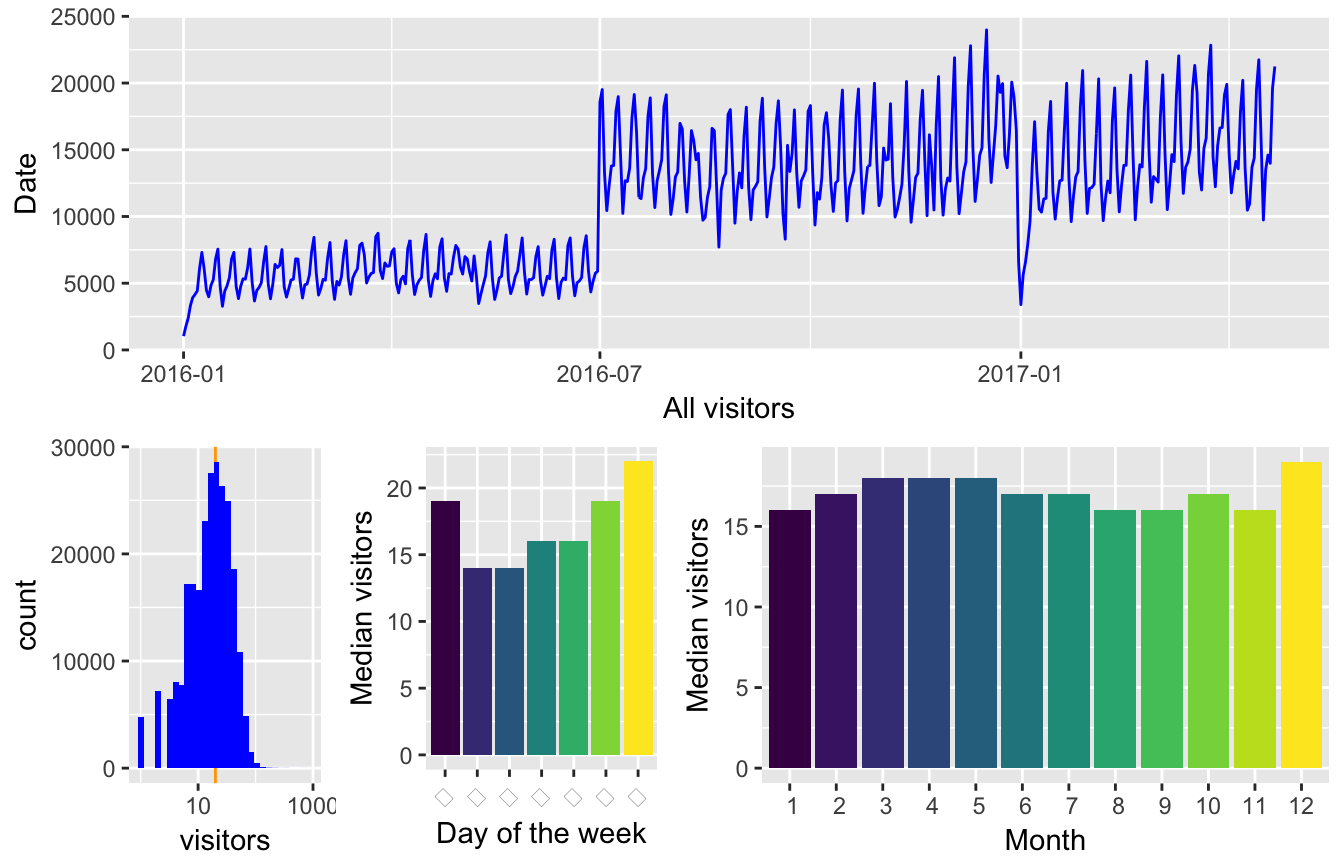 25000
20000
15000
10000
5000
0
Date
2016-01 2016-07 2017-01
All visitors
30000
20000
10000
0
count
10 1000
visitors
20
15
10
5
0
Median visitors
Day of the week
15
10
5
0
Median visitors
1 2 3 4 5 6 7 8 9 10 11 12
Month